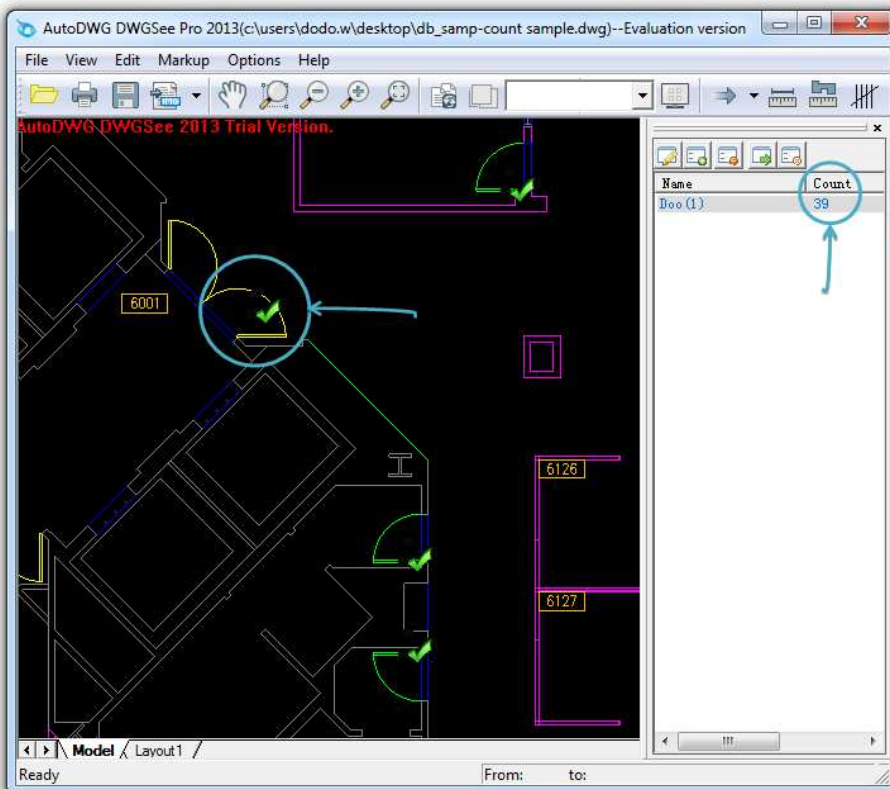 AutoDWG DWGSee Pro 2013(c:\users\dodo.w\desktop\db_samp-count sample.dwg)--Evaluation version
File View Edit Markup Options Help
AutoDWG DWGSee 2013 Trial Version.
Name Count
Doo(1) 39
6001
6126
6127
Model Layout1
Ready From: to: